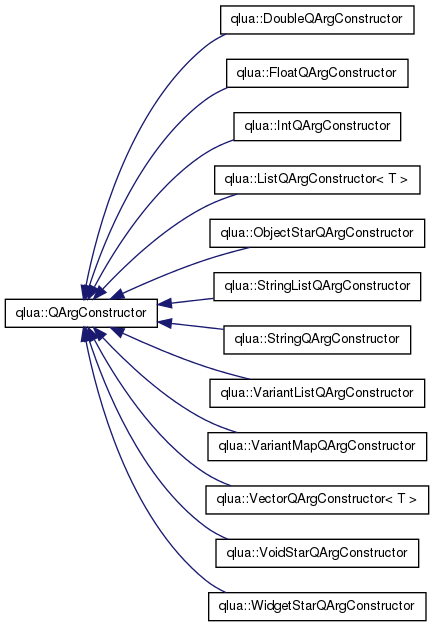 qlua::DoubleQArgConstructor
qlua::FloatQArgConstructor
qlua::IntQArgConstructor
qlua::ListQArgConstructor< T >
qlua::ObjectStarQArgConstructor
qlua::StringListQArgConstructor
qlua::QArgConstructor
qlua::StringQArgConstructor
qlua::VariantListQArgConstructor
qlua::VariantMapQArgConstructor
qlua::VectorQArgConstructor< T >
qlua::VoidStarQArgConstructor
qlua::WidgetStarQArgConstructor